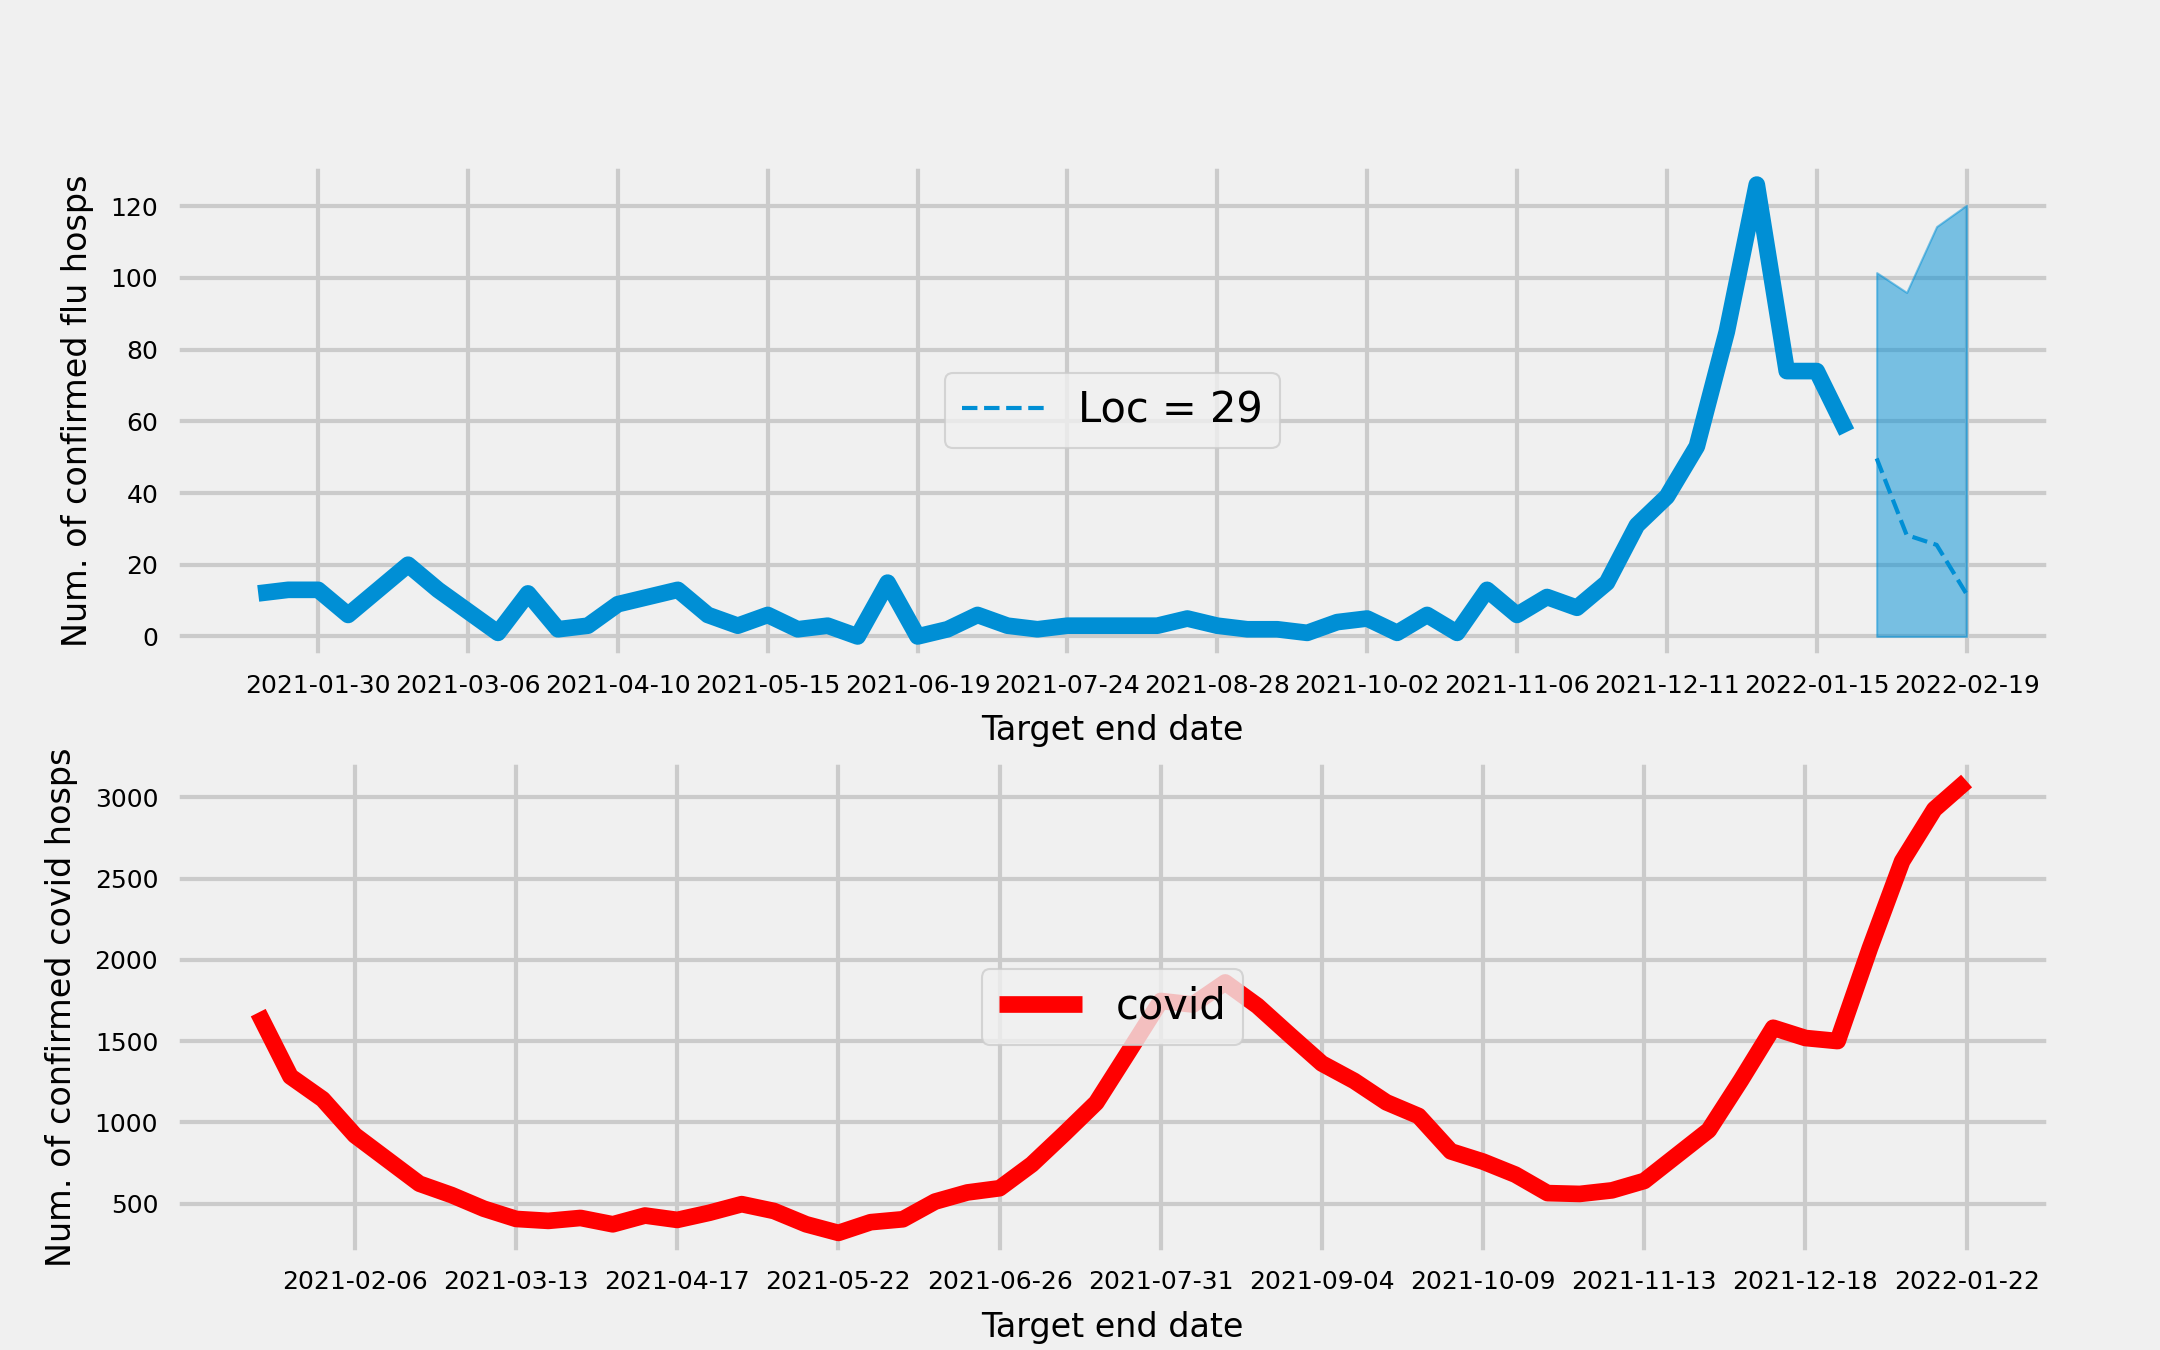 Num. of confirmed flu hosps
120
100
80
60
40
20
0
Loc = 29
2021-01-30 2021-03-06 2021-04-10 2021-05-15 2021-06-19 2021-07-24 2021-08-28 2021-10-02 2021-11-06 2021-12-11 2022-01-15 2022-02-19
Target end date
Num. of confirmed covid hosps
3000
2500
2000
1500
1000
500
covid
2021-02-06 2021-03-13 2021-04-17 2021-05-22 2021-06-26 2021-07-31 2021-09-04 2021-10-09 2021-11-13 2021-12-18 2022-01-22
Target end date